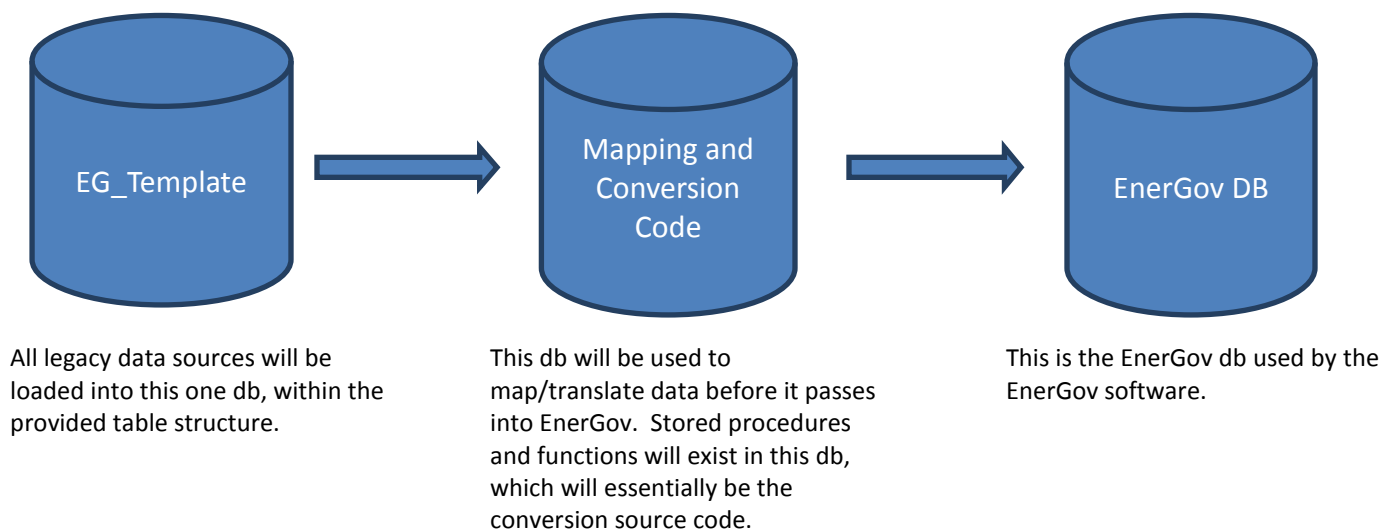 EG_Template
Mapping and
Conversion
Code
EnerGov DB
All legacy data sources will be
loaded into this one db, within the
provided table structure.
This db will be used to
map/translate data before it passes
into EnerGov.  Stored procedures
and functions will exist in this db,
which will essentially be the
conversion source code.
This is the EnerGov db used by the
EnerGov software.